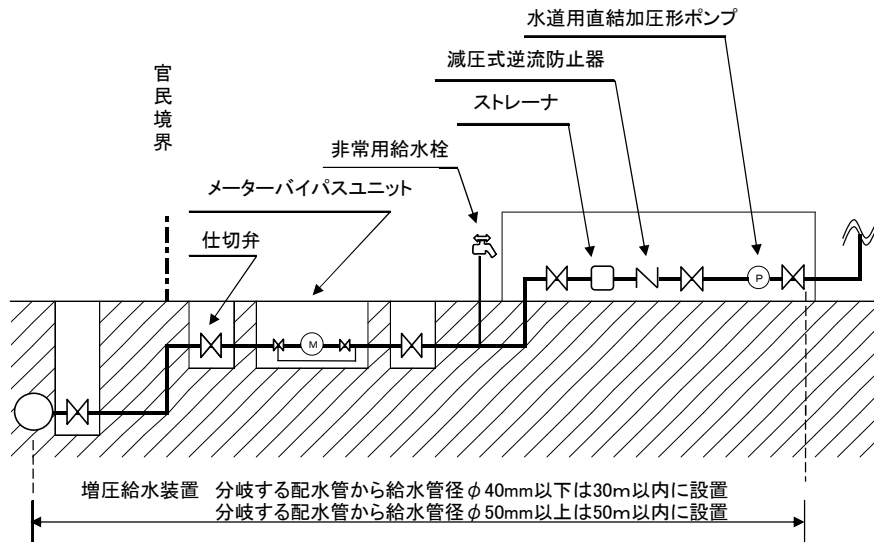 水道用直結加圧形ポンプ
減圧式逆流防止器
ストレーナ
非常用給水栓
官民境界
メーターバイパスユニット
仕切弁
P
M
増圧給水装置 分岐する配水管から給水管径φ40mm以下は30m以内に設置
分岐する配水管から給水管径φ50mm以上は50m以内に設置